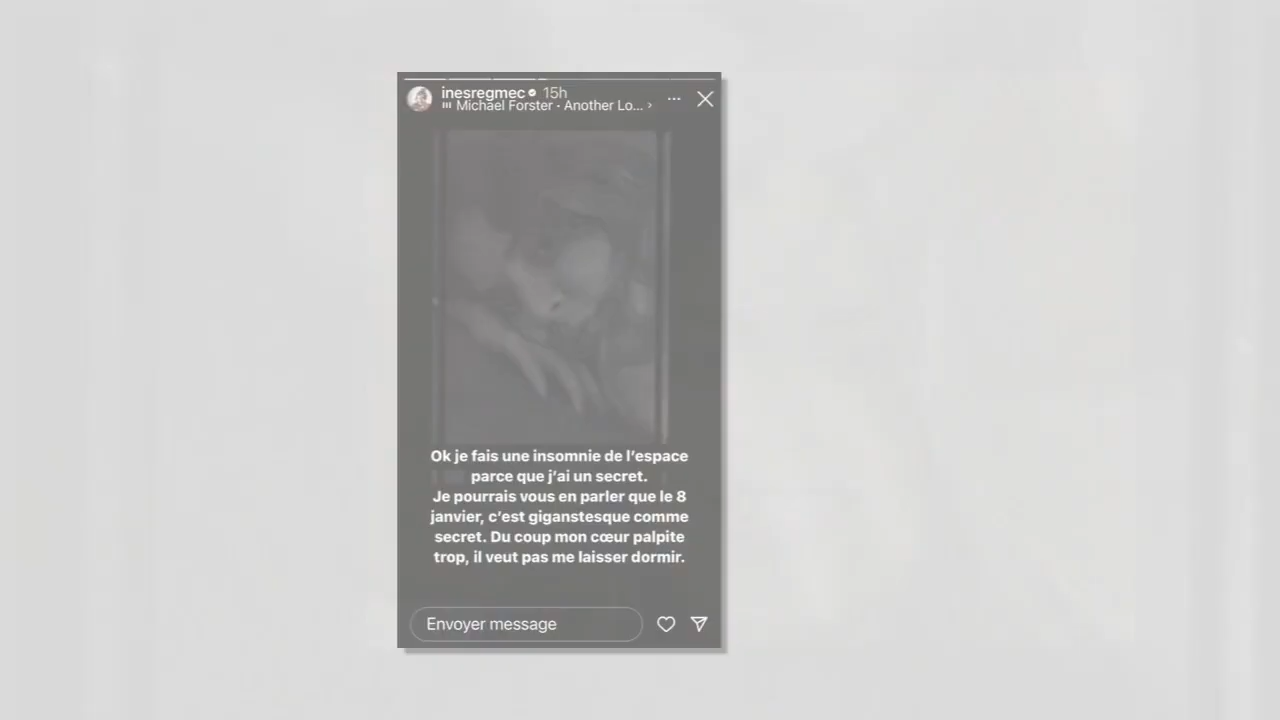 inesregmec 15h
Michael Forster · Another Lo... ›
Ok je fais une insomnie de l'espace
parce que j'ai un secret.
Je pourrais vous en parler que le 8
janvier, c'est giganstesque comme
secret. Du coup mon cœur palpite
trop, il veut pas me laisser dormir.
Envoyer message